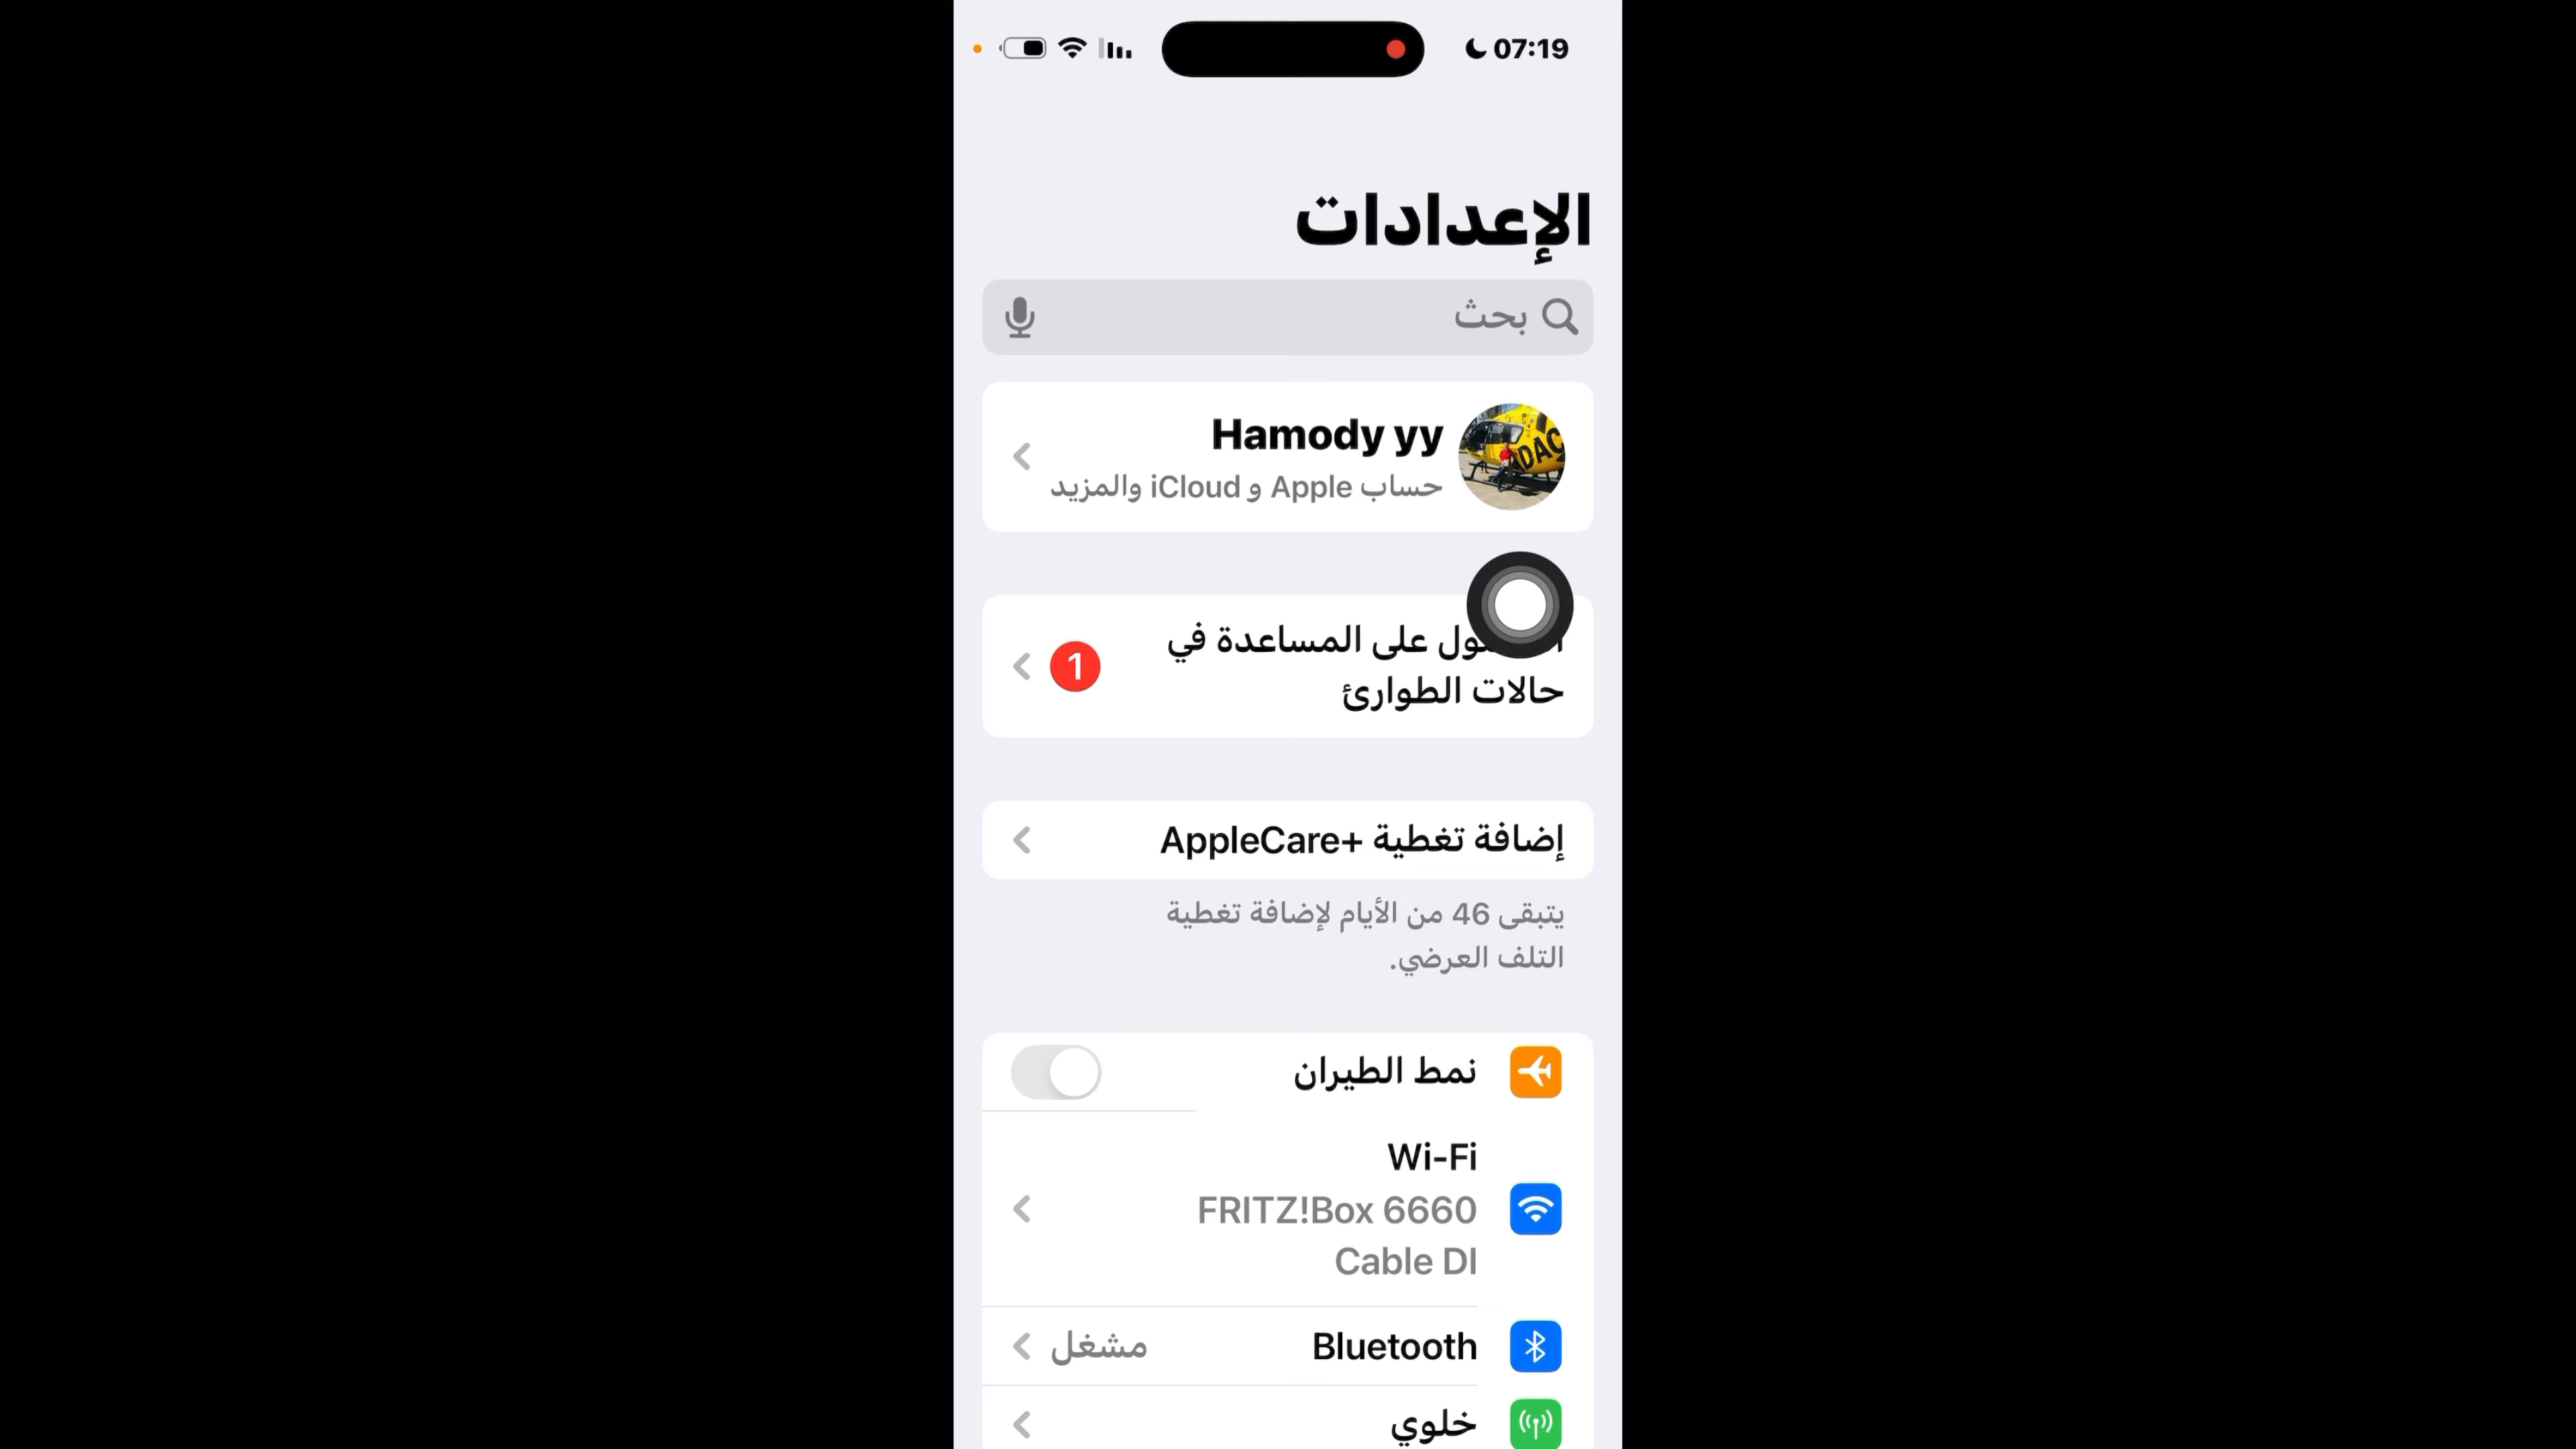 07:19
الإعدادات
بحث
Hamody yy
حساب Apple و iCloud والمزيد
DAC
على المساعدة في
حالات الطوارئ
1
إضافة تغطية AppleCare+
يتبقى 46 من الأيام لإضافة تغطية
التلف العرضي.
نمط الطيران
Wi-Fi
FRITZ!Box 6660
Cable DI
Bluetooth
مشغل
خلوي